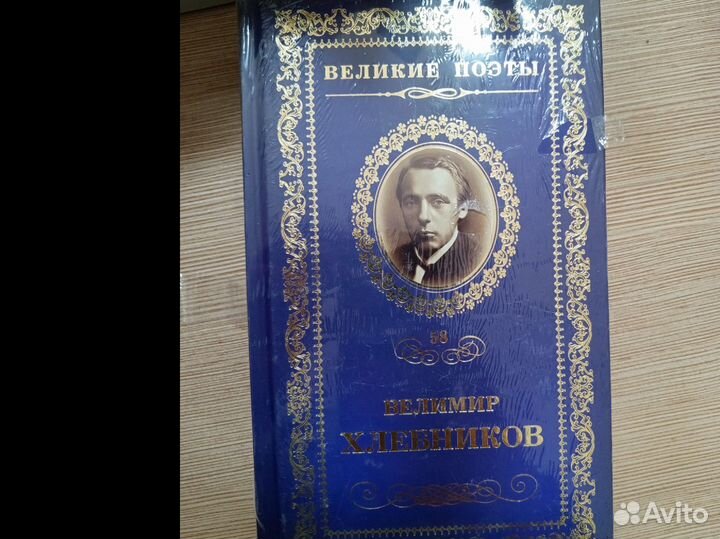 ВЕЛИКИЕ ПОЭТЫ
58
ВЕЛИМИР
ХЛЕБНИКОВ
Avito